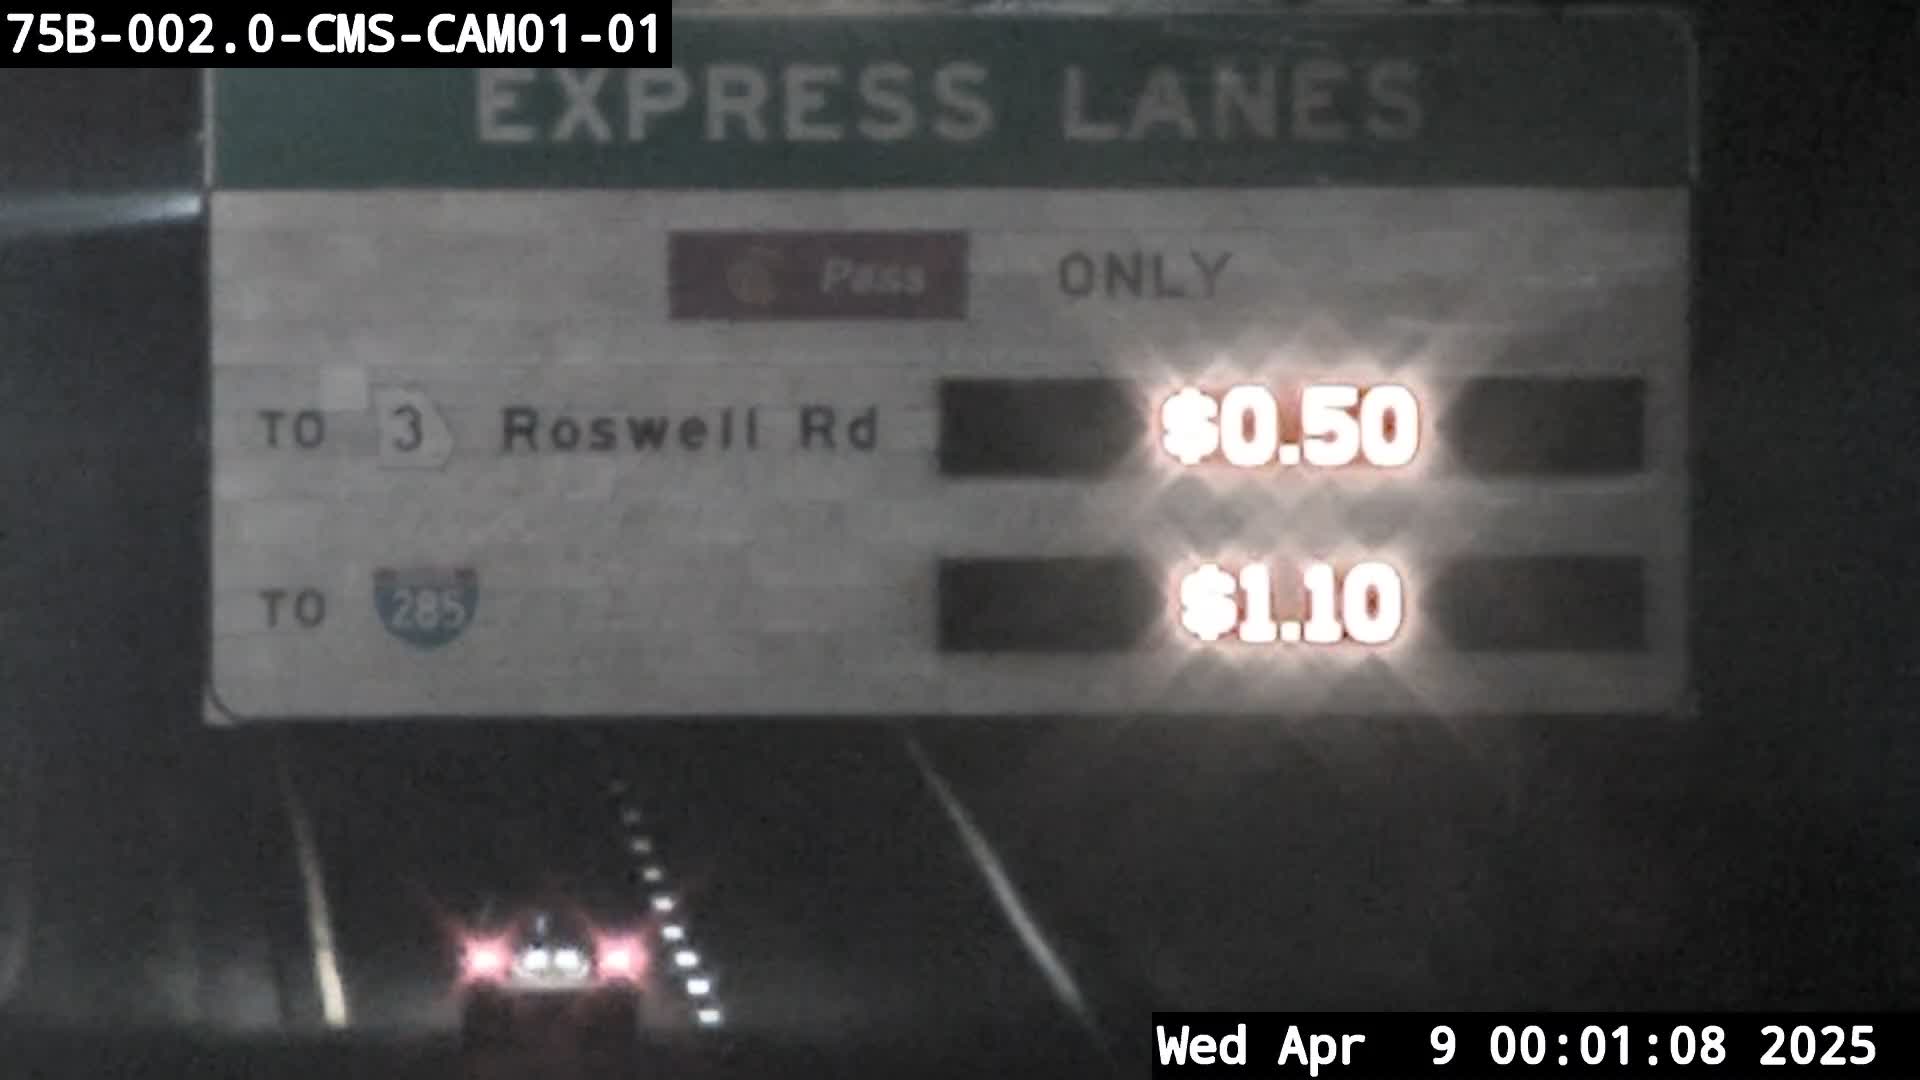 75B-002.0-CMS-CAM01-01
EXPRESS LANES
Pass ONLY
TO 3 Roswell Rd $0.50
TO 285 $1.10
Wed Apr 9 00:01:08 2025